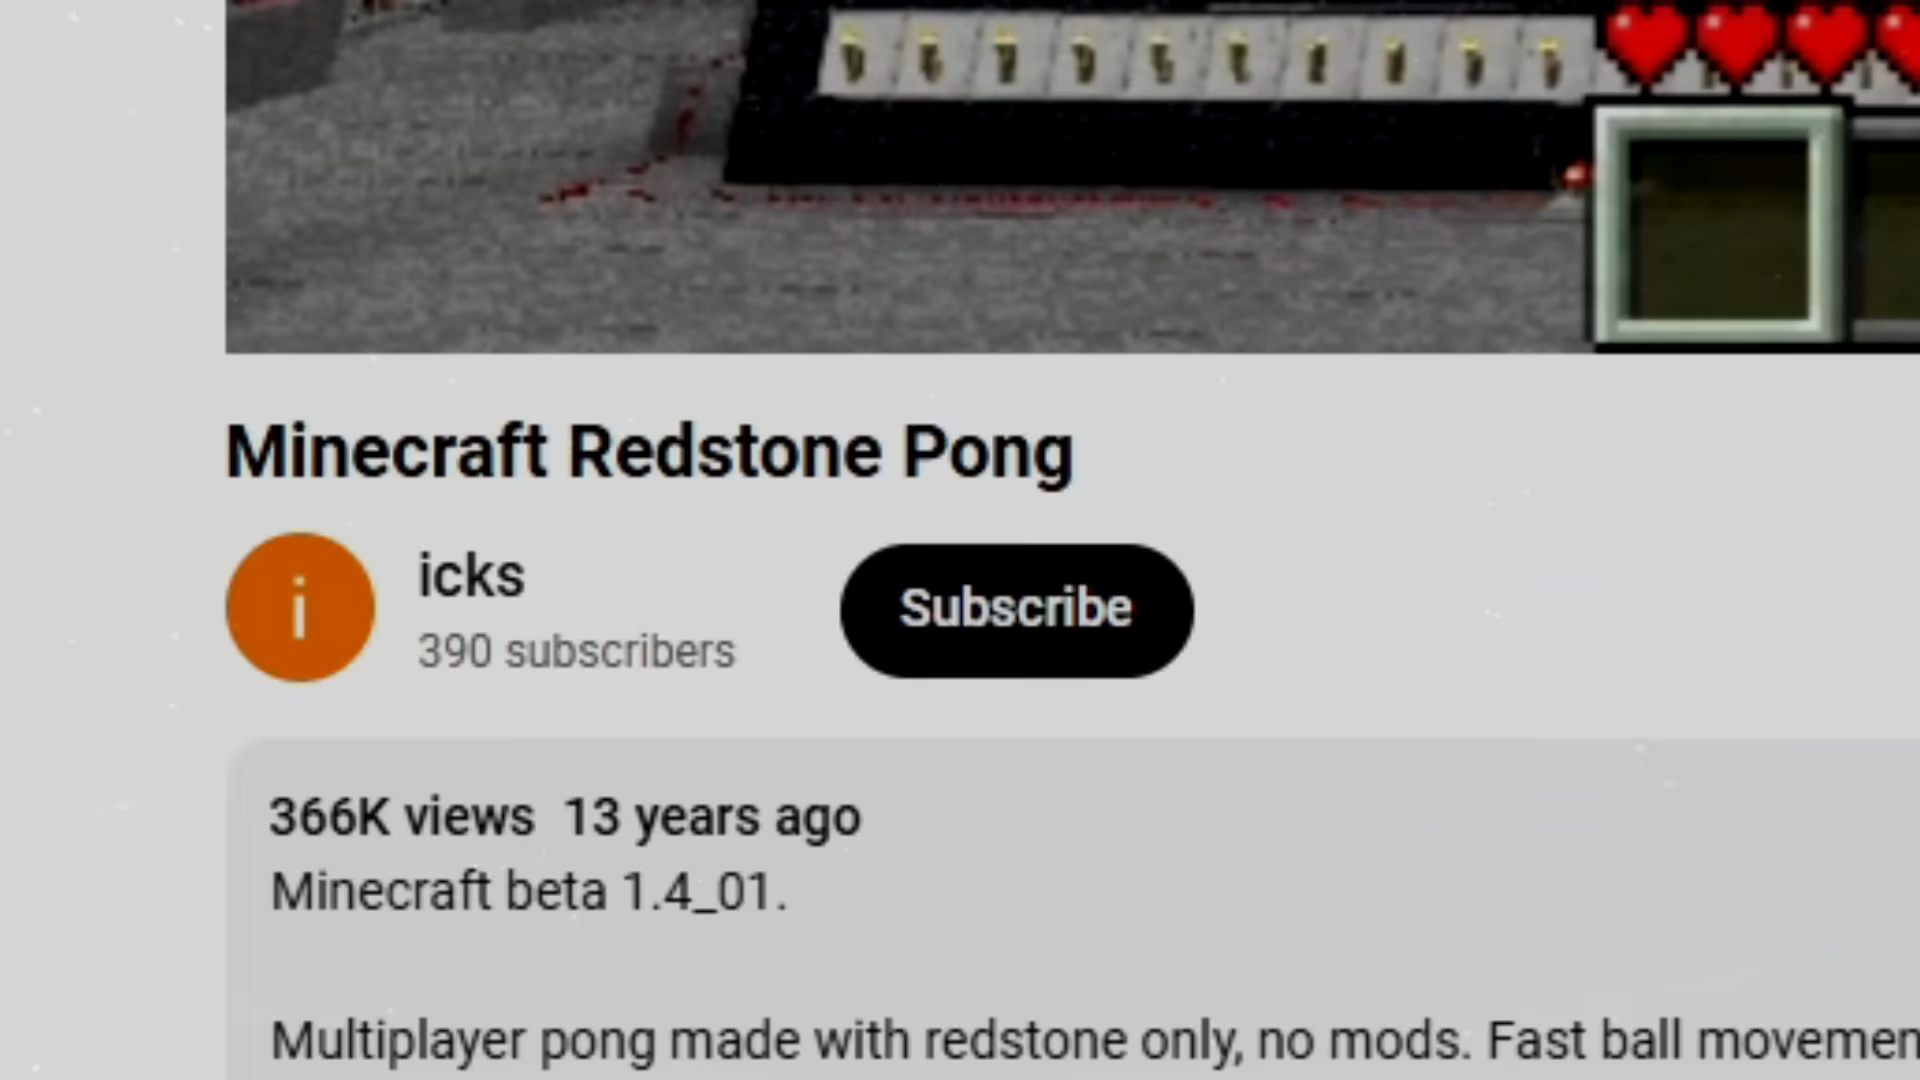 Minecraft Redstone Pong
i
icks
390 subscribers
Subscribe
366K views 13 years ago
Minecraft beta 1.4_01.
Multiplayer pong made with redstone only, no mods. Fast ball movemen